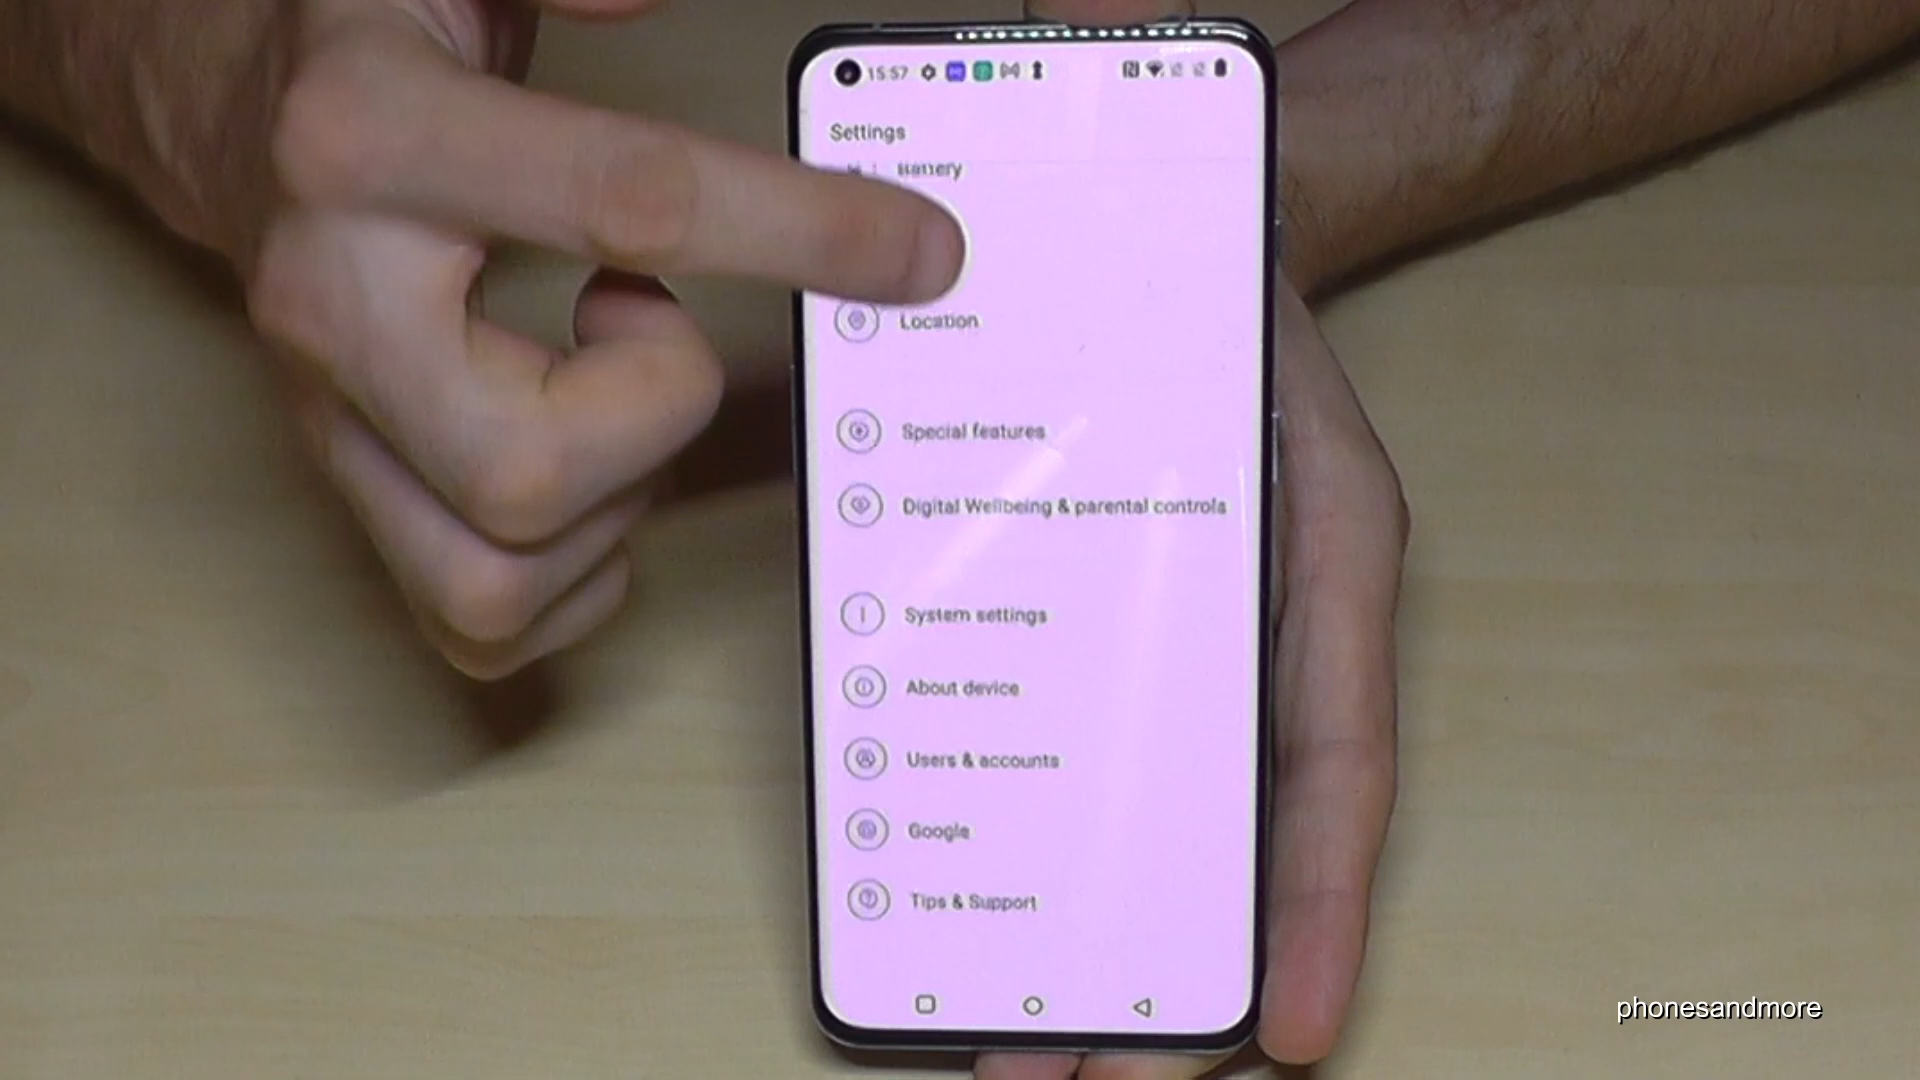 15:57
Settings
Battery
Location
Special features
Digital Wellbeing & parental controls
System settings
About device
Users & accounts
Google
Tips & Support
phonesandmore